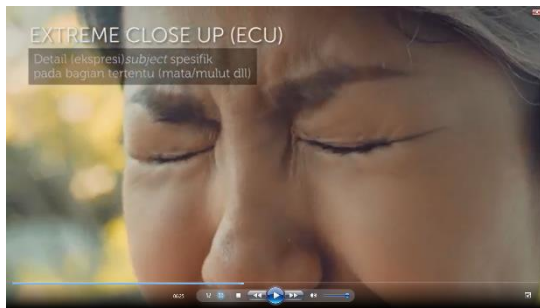 EXTREME CLOSE UP (ECU)
Detail (ekspresi) subject spesifik
pada bagian tertentu (mata/mulut dll)